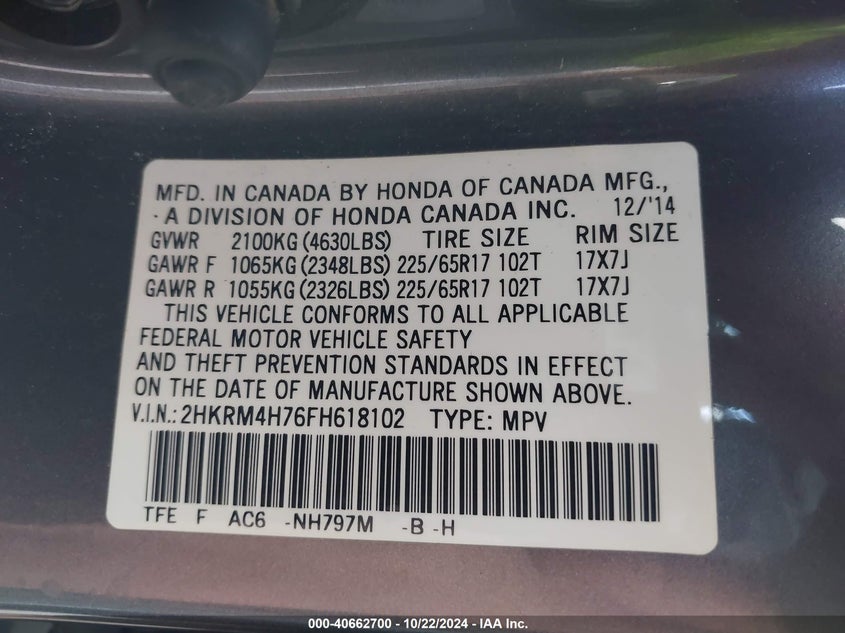 MFD. IN CANADA BY HONDA OF CANADA MFG.,
A DIVISION OF HONDA CANADA INC. 12/'14
GVWR 2100KG (4630LBS) TIRE SIZE RIM SIZE
GAWR F 1065KG (2348LBS) 225/65R17 102T 17X7J
GAWR R 1055KG (2326LBS) 225/65R17 102T 17X7J
THIS VEHICLE CONFORMS TO ALL APPLICABLE
FEDERAL MOTOR VEHICLE SAFETY
AND THEFT PREVENTION STANDARDS IN EFFECT
ON THE DATE OF MANUFACTURE SHOWN ABOVE.
V.I.N.: 2HKRM4H76FH618102 TYPE: MPV
TFE F AC6 -NH797M -B -H
000-40662700 - 10/22/2024 - IAA Inc.